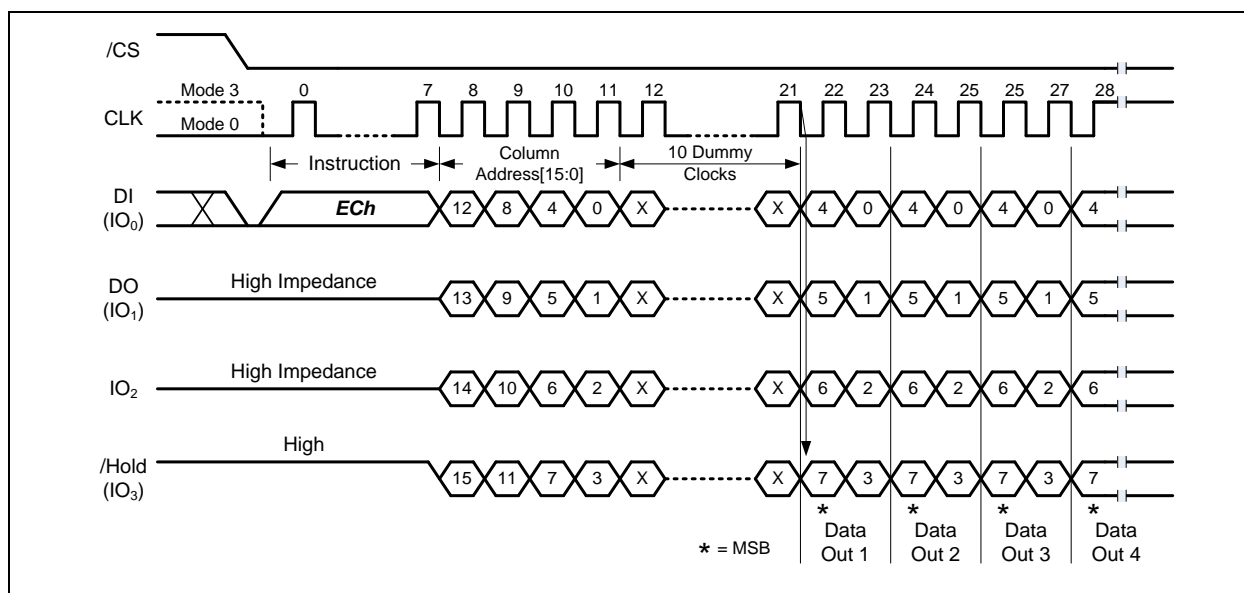 /CS
Mode 3
0 7 8 9 10 11 12 21 22 23 24 25 25 27 28
CLK
Mode 0
Instruction
Column
Address[15:0]
10 Dummy
Clocks
DI
(IO0)
ECh 12 8 4 0 X X 4 0 4 0 4 0 4
High Impedance
DO
(IO1)
13 9 5 1 X X 5 1 5 1 5 1 5
High Impedance
IO2
14 10 6 2 X X 6 2 6 2 6 2 6
High
/Hold
(IO3)
15 11 7 3 X X 7 3 7 3 7 3 7
* * * *
* = MSB
Data
Out 1
Data
Out 2
Data
Out 3
Data
Out 4